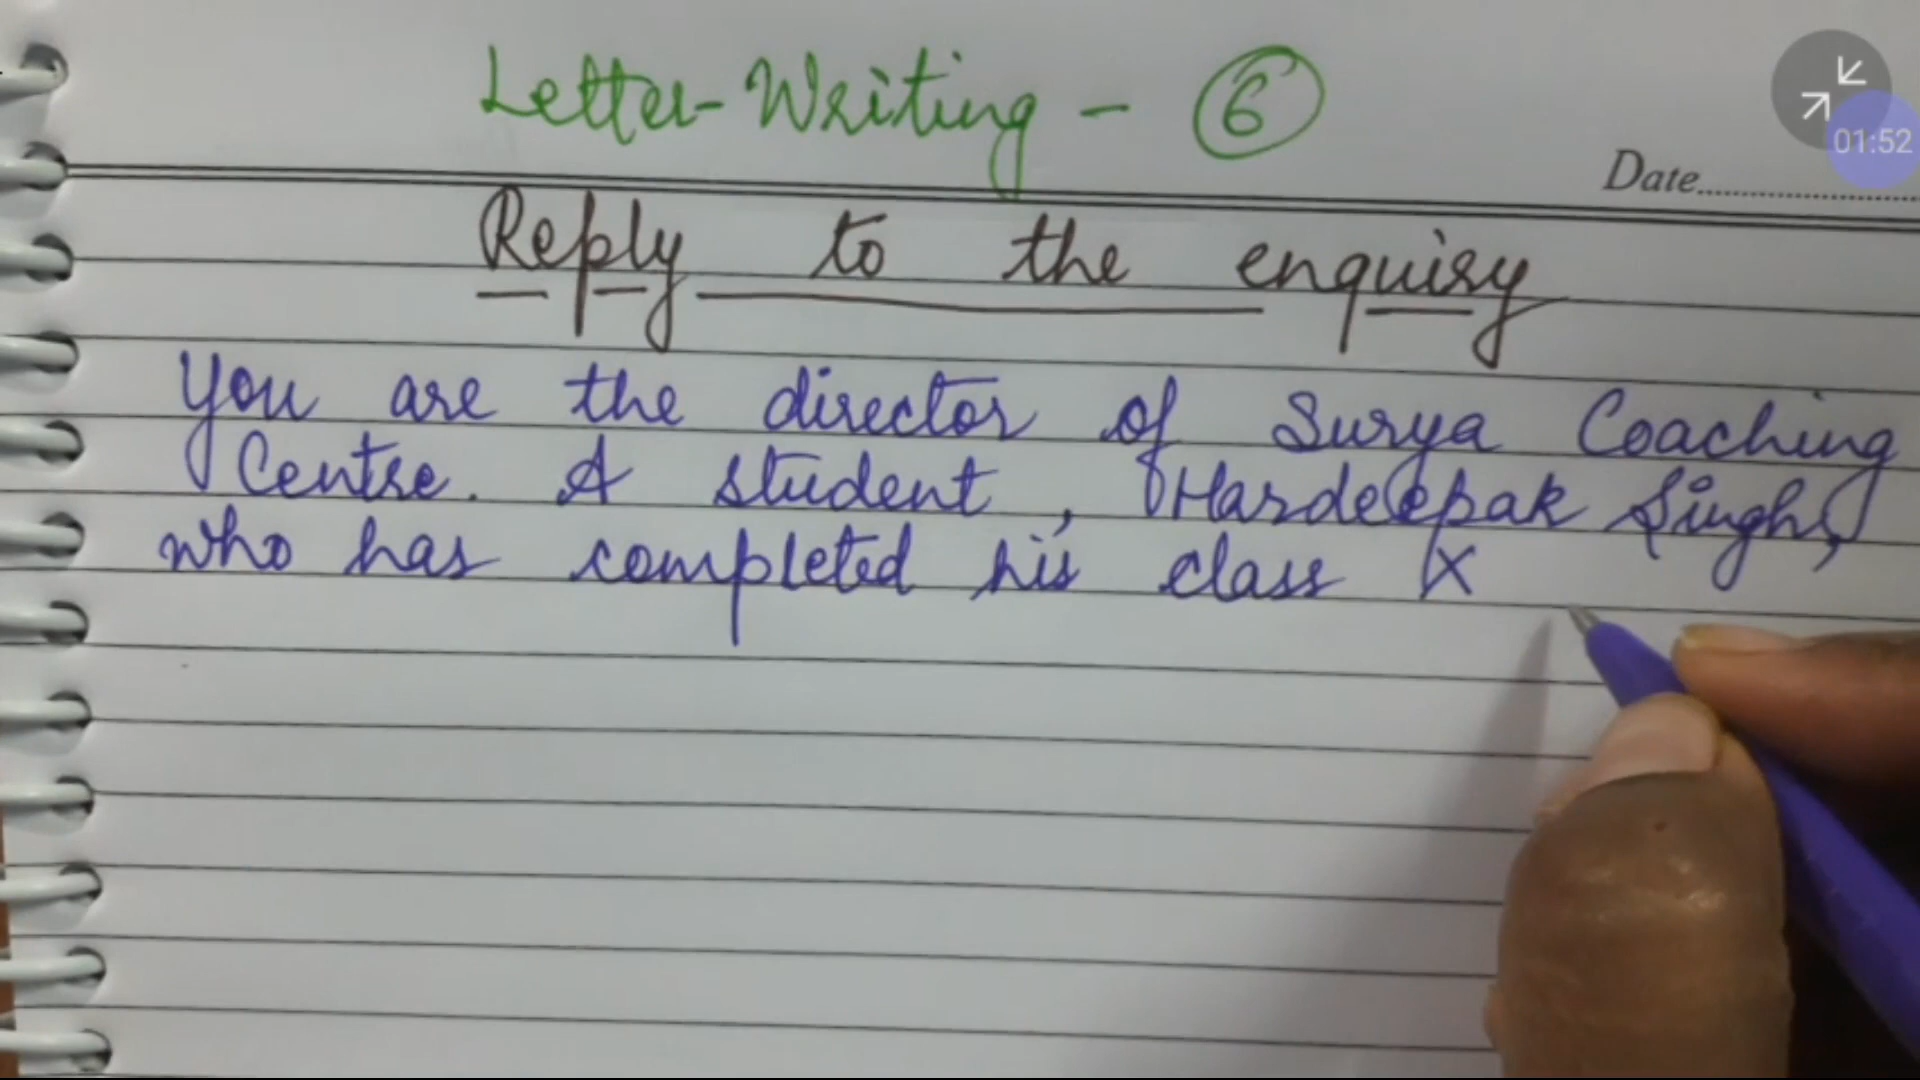 Letter-Writing - 6
01:52
Date
Reply to the enquiry
You are the director of Surya Coaching
Centre. A student, Hardeepak Singh,
who has completed his class X